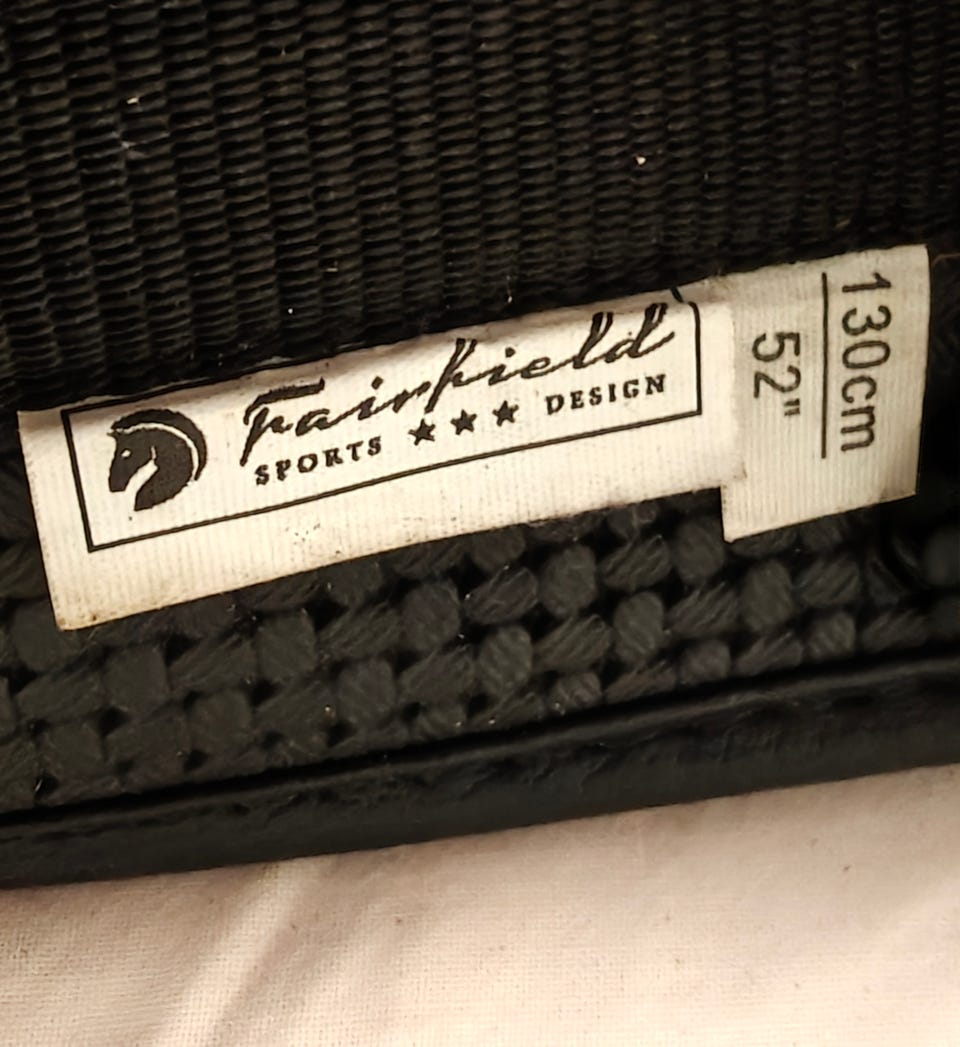 Fairfield
SPORTS ★★★ DESIGN
130cm
52"